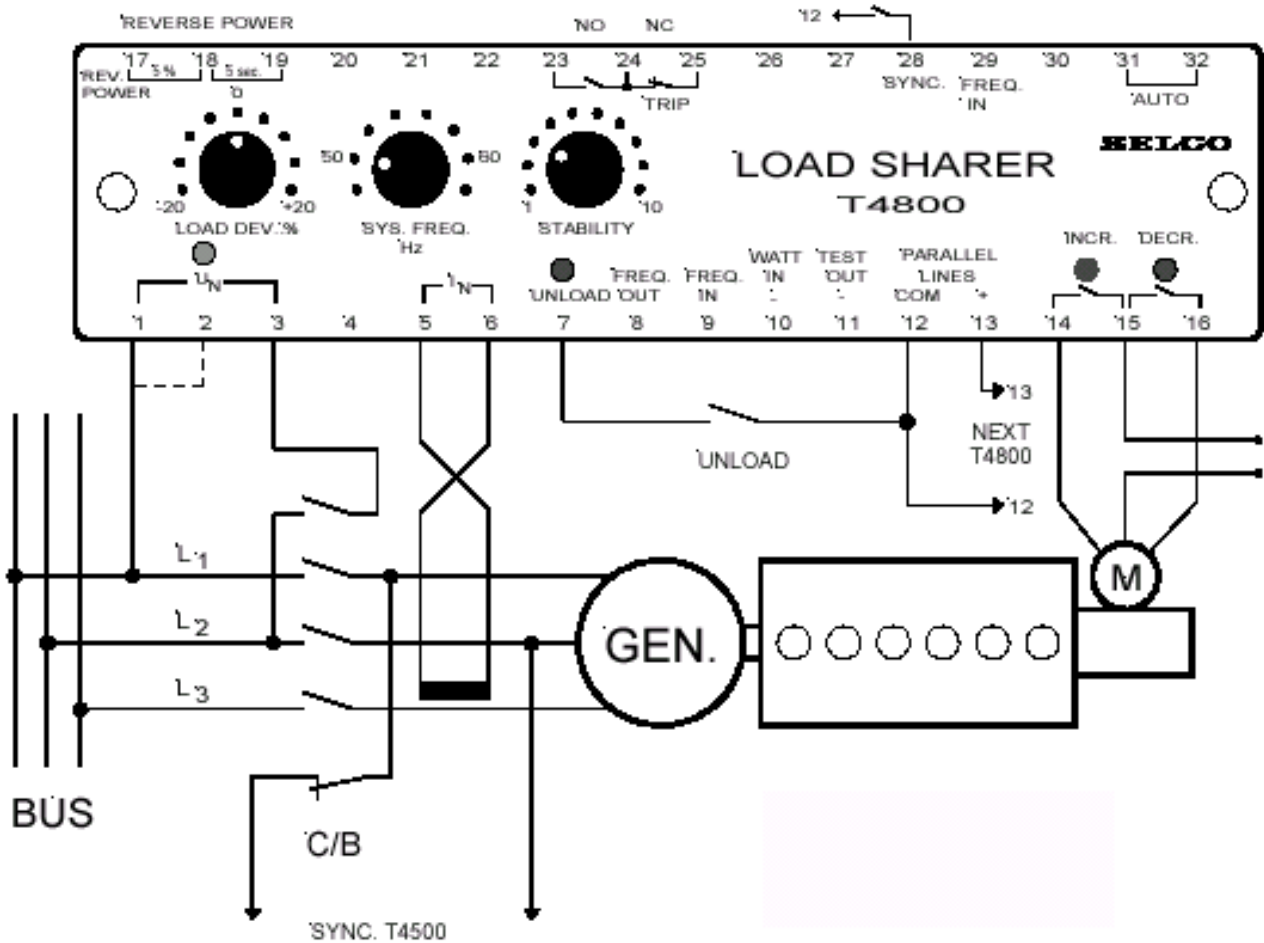 12
REVERSE POWER NO NC
17 18 19 20 21 22 23 24 25 26 27 28 29 30 31 32
REV. POWER 5% 5 sec. TRIP SYNC. FREQ. IN AUTO
0
SELCO
50 60
LOAD SHARER
T4800
-20 +20 1 10
LOAD DEV. % SYS. FREQ. Hz STABILITY
INCR. DECR.
UN IN UNLOAD FREQ. OUT FREQ. IN WATT IN - TEST OUT - PARALLEL LINES COM +
1 2 3 4 5 6 7 8 9 10 11 12 13 14 15 16
13
NEXT
T4800
UNLOAD
12
L1
M
L2
GEN.
L3
BUS
C/B
SYNC. T4500